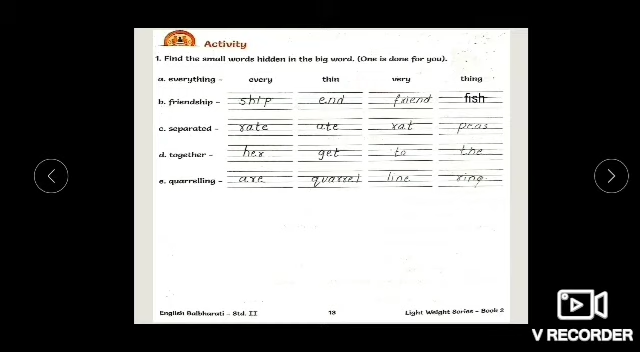 Activity
1. Find the small words hidden in the big word. (One is done for you).
a. everything - every thin very thing
b. friendship - ship end friend fish
c. separated - rate ate rat peas
d. together - her get to the
e. quarrelling - are quarrel line ring
English Balbharati - Std. II 13 Light Weight Series - Book 2
V RECORDER